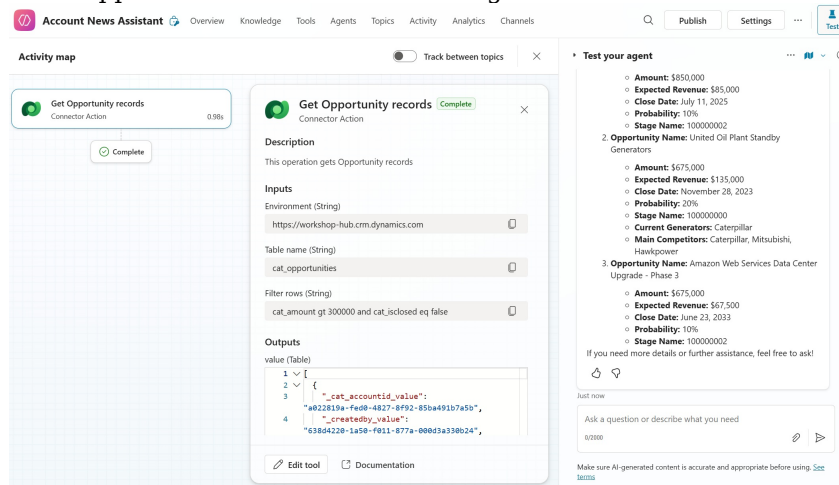 Account News Assistant
Overview
Knowledge
Tools
Agents
Topics
Activity
Analytics
Channels
Publish
Settings
Test
Activity map
Track between topics
Get Opportunity records
Connector Action
0.98s
Complete
Get Opportunity records
Complete
Connector Action
Description
This operation gets Opportunity records
Inputs
Environment (String)
https://workshop-hub.crm.dynamics.com
Table name (String)
cat_opportunities
Filter rows (String)
cat_amount gt 300000 and cat_isclosed eq false
Outputs
value (Table)
1 [
2 {
3 "_cat_accountid_value":
"a022819a-fed0-4827-8f92-85ba491b7a5b",
4 "_createdby_value":
"638d4220-1a50-f011-877a-000d3a330b24",
Edit tool
Documentation
Test your agent
Amount: $850,000
Expected Revenue: $85,000
Close Date: July 11, 2025
Probability: 10%
Stage Name: 100000002
2. Opportunity Name: United Oil Plant Standby
Generators
Amount: $675,000
Expected Revenue: $135,000
Close Date: November 28, 2023
Probability: 20%
Stage Name: 100000000
Current Generators: Caterpillar
Main Competitors: Caterpillar, Mitsubishi,
Hawkpower
3. Opportunity Name: Amazon Web Services Data Center
Upgrade - Phase 3
Amount: $675,000
Expected Revenue: $67,500
Close Date: June 23, 2033
Probability: 10%
Stage Name: 100000002
If you need more details or further assistance, feel free to ask!
Just now
Ask a question or describe what you need
0/2000
Make sure AI-generated content is accurate and appropriate before using. See
terms